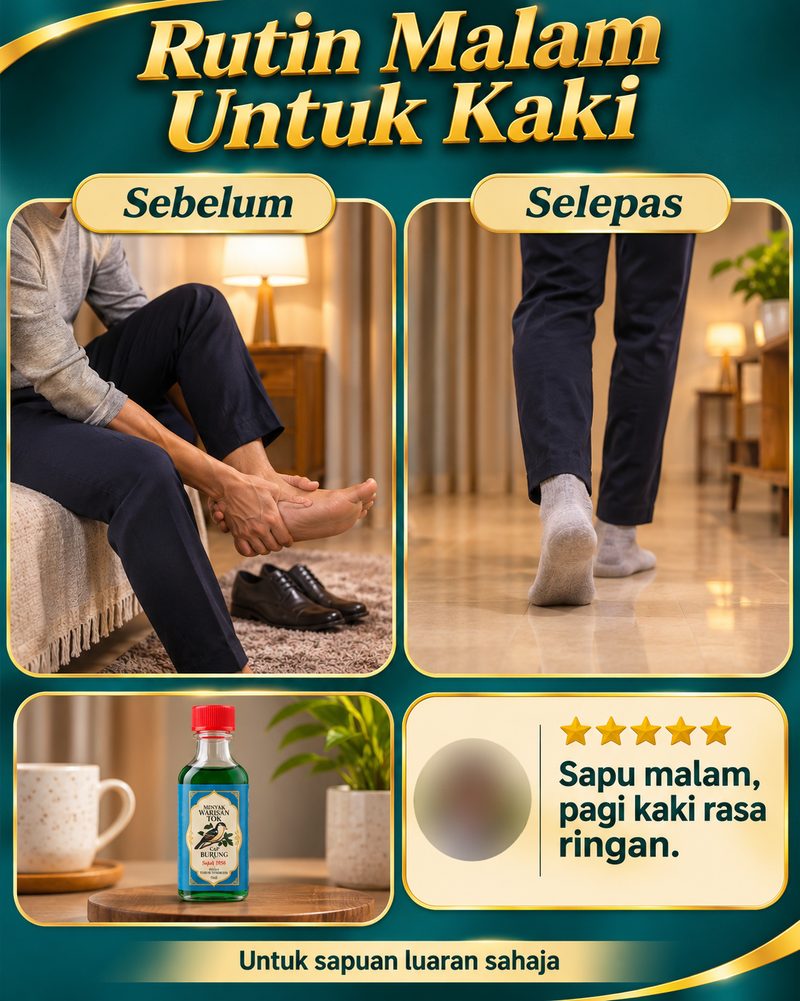 Rutin Malam
Untuk Kaki
Sebelum
Selepas
MINYAK
WARISAN
TOK
CAP
BURUNG
Sejak 1958
Sapu malam,
pagi kaki rasa
ringan.
Untuk sapuan luaran sahaja